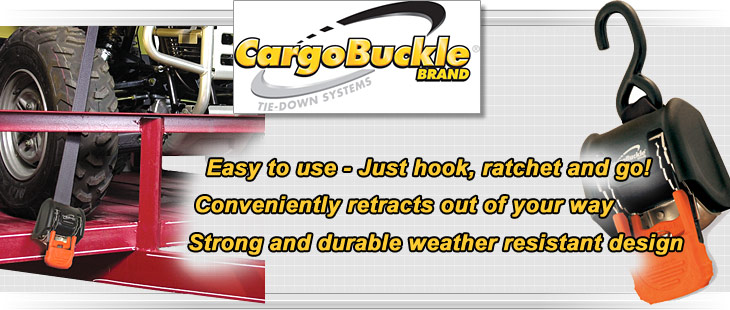 CargoBuckle®
BRAND
TIE-DOWN SYSTEMS
Easy to use - Just hook, ratchet and go!
Conveniently retracts out of your way
Strong and durable weather resistant design
CargoBuckle